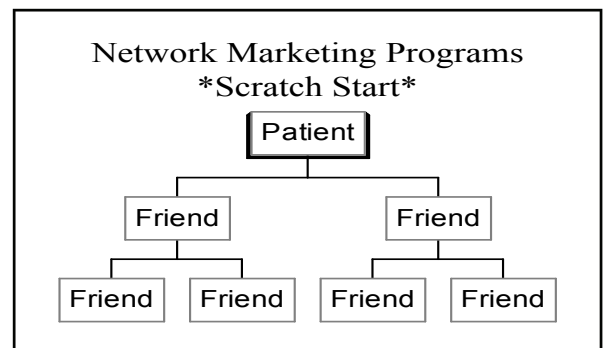 Network Marketing Programs
*Scratch Start*
Patient
Friend Friend
Friend Friend Friend Friend